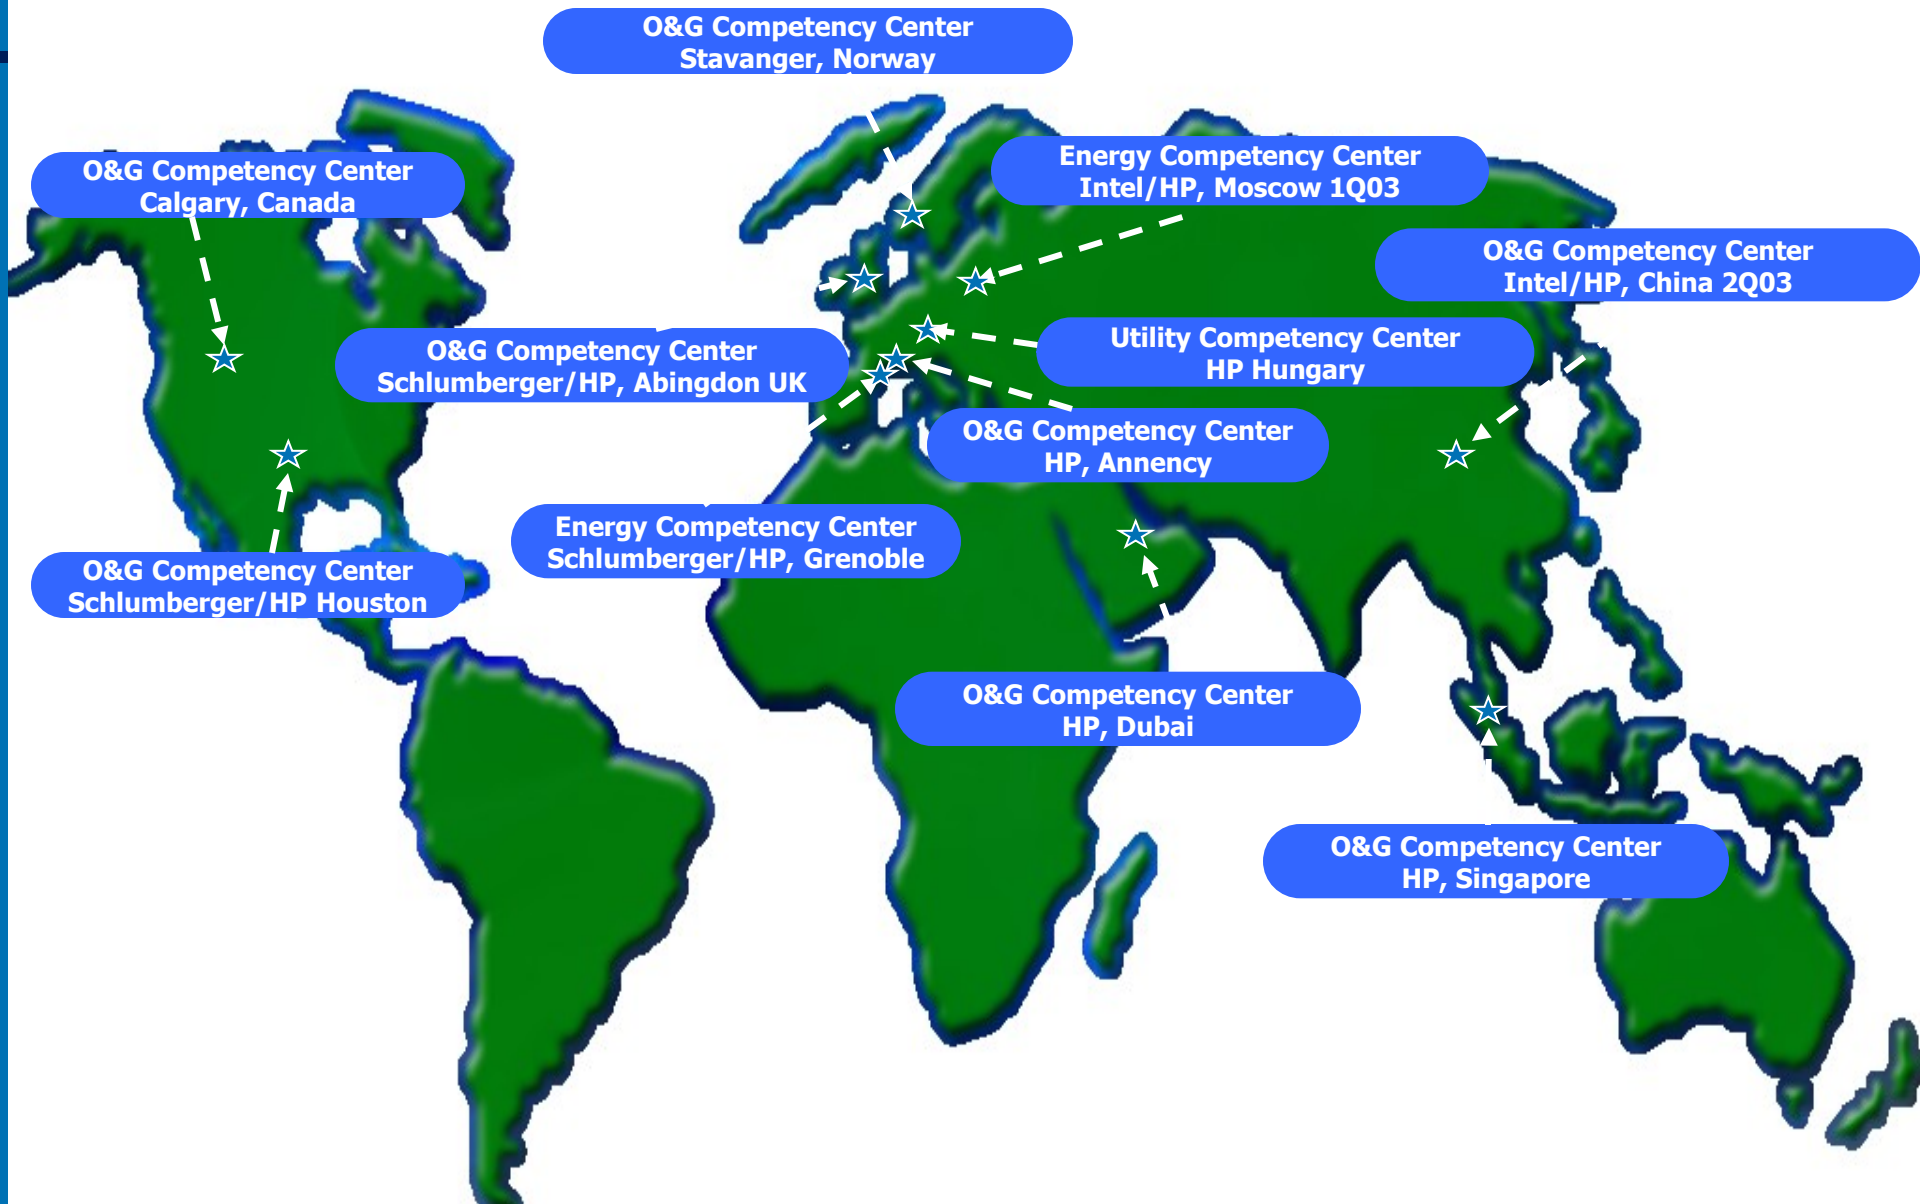 O&G Competency Center
Stavanger, Norway
O&G Competency Center
Calgary, Canada
Energy Competency Center
Intel/HP, Moscow 1Q03
O&G Competency Center
Intel/HP, China 2Q03
O&G Competency Center
Schlumberger/HP, Abingdon UK
Utility Competency Center
HP Hungary
O&G Competency Center
HP, Annency
Energy Competency Center
Schlumberger/HP, Grenoble
O&G Competency Center
Schlumberger/HP Houston
O&G Competency Center
HP, Dubai
O&G Competency Center
HP, Singapore